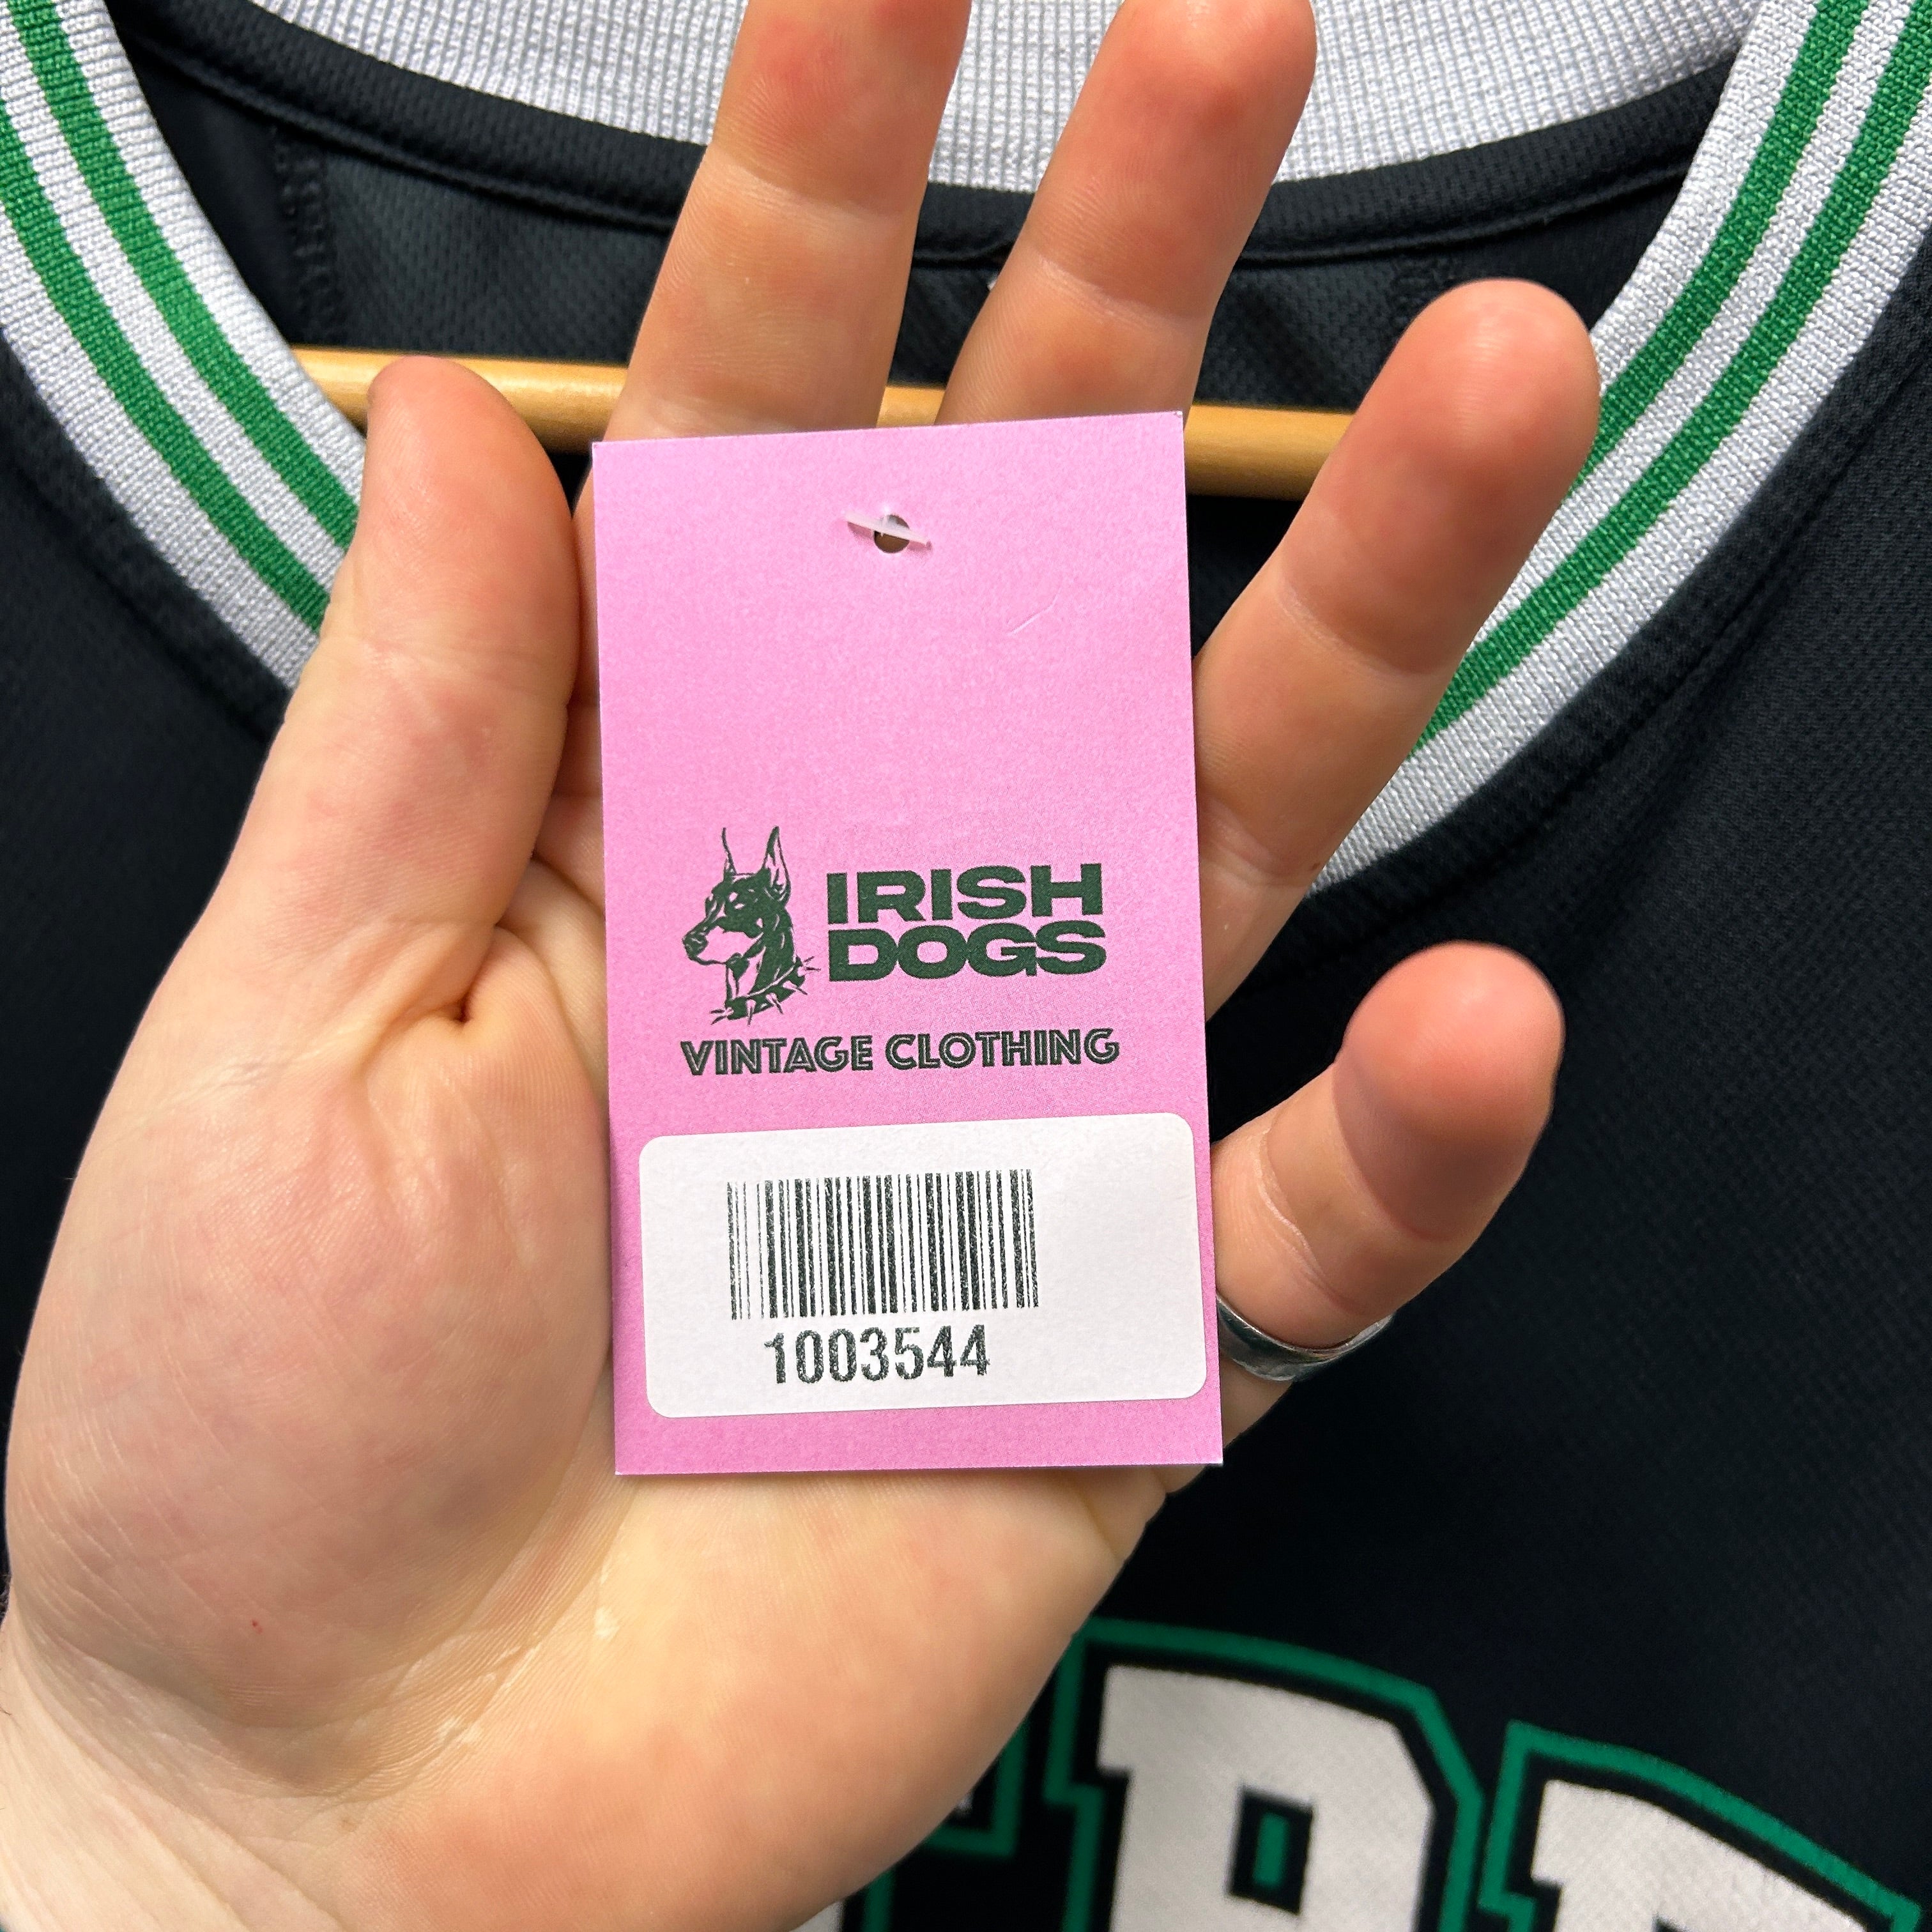 IRISH
DOGS
VINTAGE CLOTHING
1003544